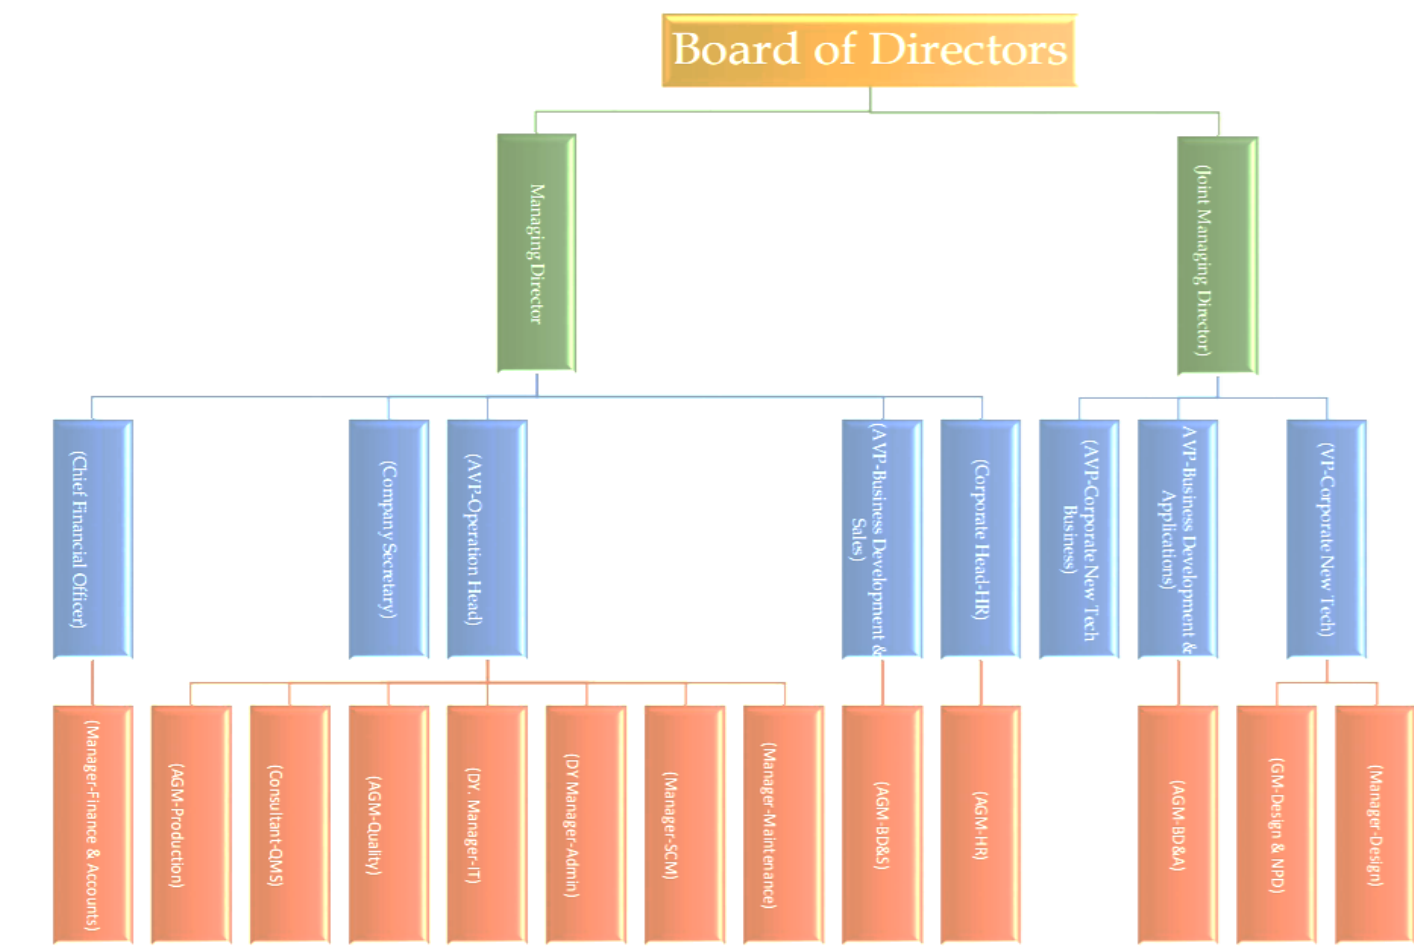 Board of Directors
Managing Director
(Joint Managing Director)
(Chief Financial Officer)
(Company Secretary)
(AVP-Operation Head)
(AVP-Business Development &
Sales)
(Corporate Head-HR)
(AVP-Corporate New Tech
Business)
AVP-Business Development &
Applications)
(VP-Corporate New Tech)
(Manager-Finance & Accounts)
(AGM-Production)
(Consultant-QMS)
(AGM-Quality)
(DY. Manager-IT)
(DY Manager-Admin)
(Manager-SCM)
(Manager-Maintenance)
(AGM-BD&S)
(AGM-HR)
(AGM-BD&A)
(GM-Design & NPD)
(Manager-Design)